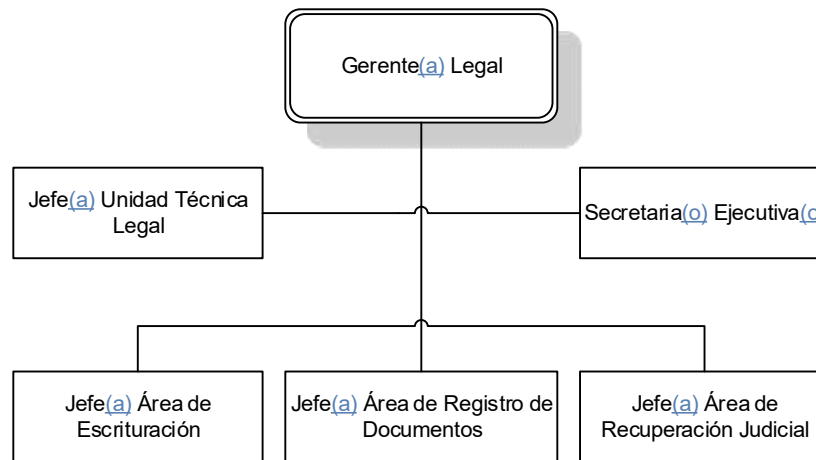 Gerente(a) Legal
Jefe(a) Unidad Técnica
Legal
Secretaria(o) Ejecutiva(o
Jefe(a) Área de
Escrituración
Jefe(a) Área de Registro de
Documentos
Jefe(a) Área de
Recuperación Judicial